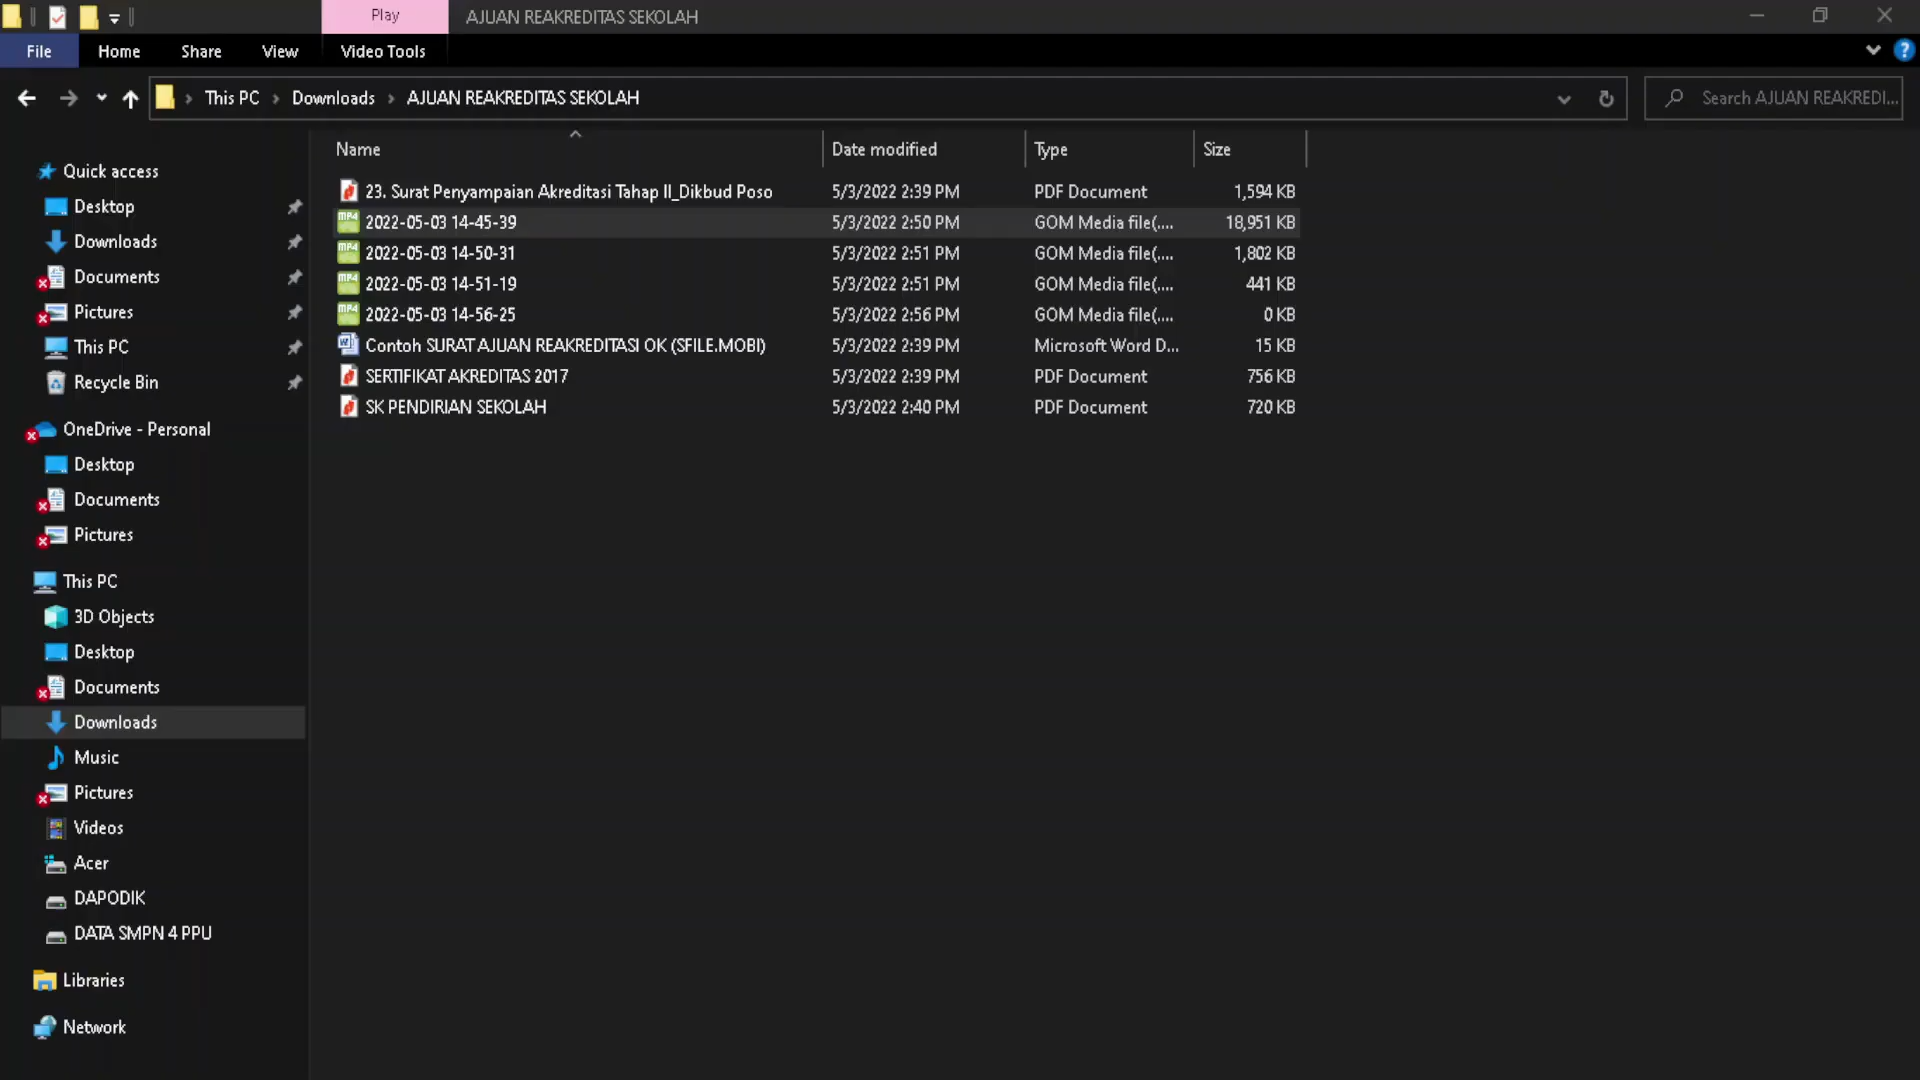 Play
AJUAN REAKREDITAS SEKOLAH
File
Home
Share
View
Video Tools
This PC
Downloads
AJUAN REAKREDITAS SEKOLAH
Search AJUAN REAKREDI...
Name
Date modified
Type
Size
23. Surat Penyampaian Akreditasi Tahap II_Dikbud Poso 5/3/2022 2:39 PM PDF Document 1,594 KB
2022-05-03 14-45-39 5/3/2022 2:50 PM GOM Media file(.... 18,951 KB
2022-05-03 14-50-31 5/3/2022 2:51 PM GOM Media file(.... 1,802 KB
2022-05-03 14-51-19 5/3/2022 2:51 PM GOM Media file(.... 441 KB
2022-05-03 14-56-25 5/3/2022 2:56 PM GOM Media file(.... 0 KB
Contoh SURAT AJUAN REAKREDITASI OK (SFILE.MOBI) 5/3/2022 2:39 PM Microsoft Word D... 15 KB
SERTIFIKAT AKREDITAS 2017 5/3/2022 2:39 PM PDF Document 756 KB
SK PENDIRIAN SEKOLAH 5/3/2022 2:40 PM PDF Document 720 KB
Quick access
Desktop
Downloads
Documents
Pictures
This PC
Recycle Bin
OneDrive - Personal
Desktop
Documents
Pictures
This PC
3D Objects
Desktop
Documents
Downloads
Music
Pictures
Videos
Acer
DAPODIK
DATA SMPN 4 PPU
Libraries
Network